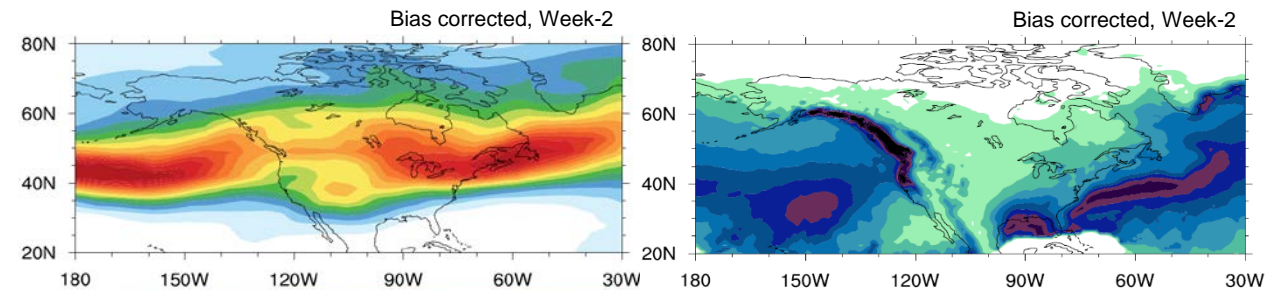 Bias corrected, Week-2
80N
60N
40N
20N
180 150W 120W 90W 60W 30W
Bias corrected, Week-2
80N
60N
40N
20N
180 150W 120W 90W 60W 30W